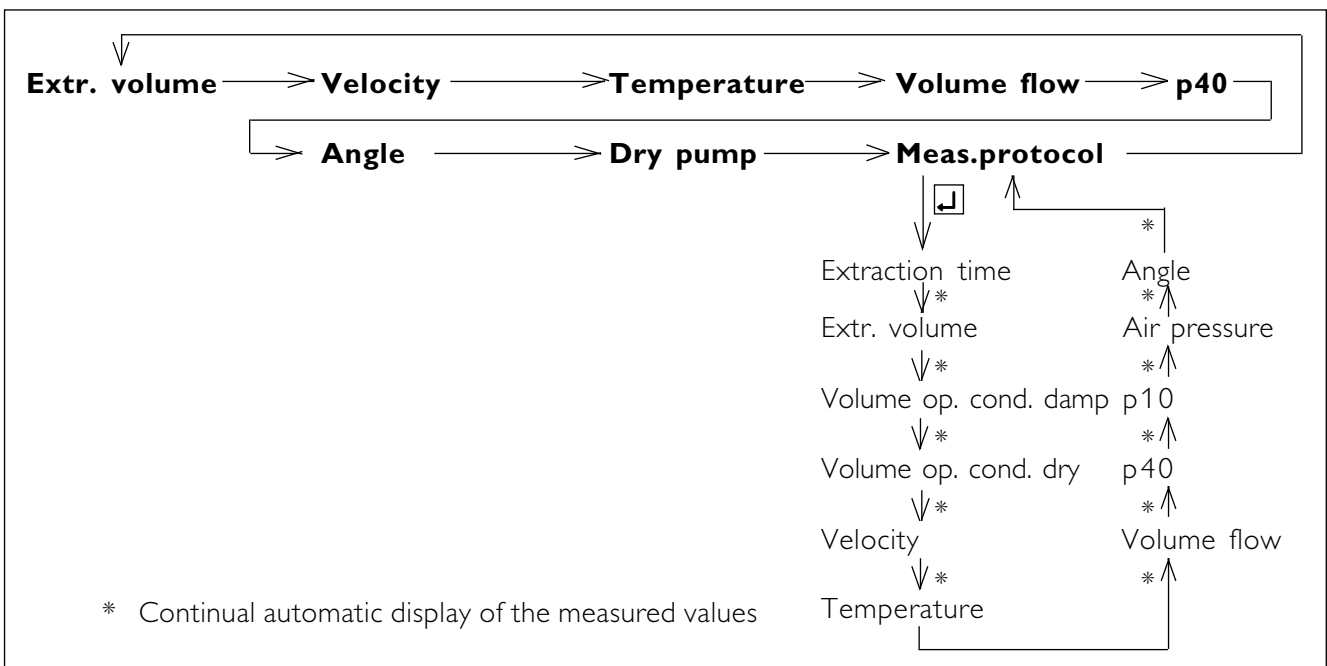 Extr. volume Velocity Temperature Volume flow p40
Angle Dry pump Meas.protocol
*
Extraction time Angle
* *
Extr. volume Air pressure
* *
Volume op. cond. damp p10
* *
Volume op. cond. dry p40
* *
Velocity Volume flow
* *
* Continual automatic display of the measured values Temperature